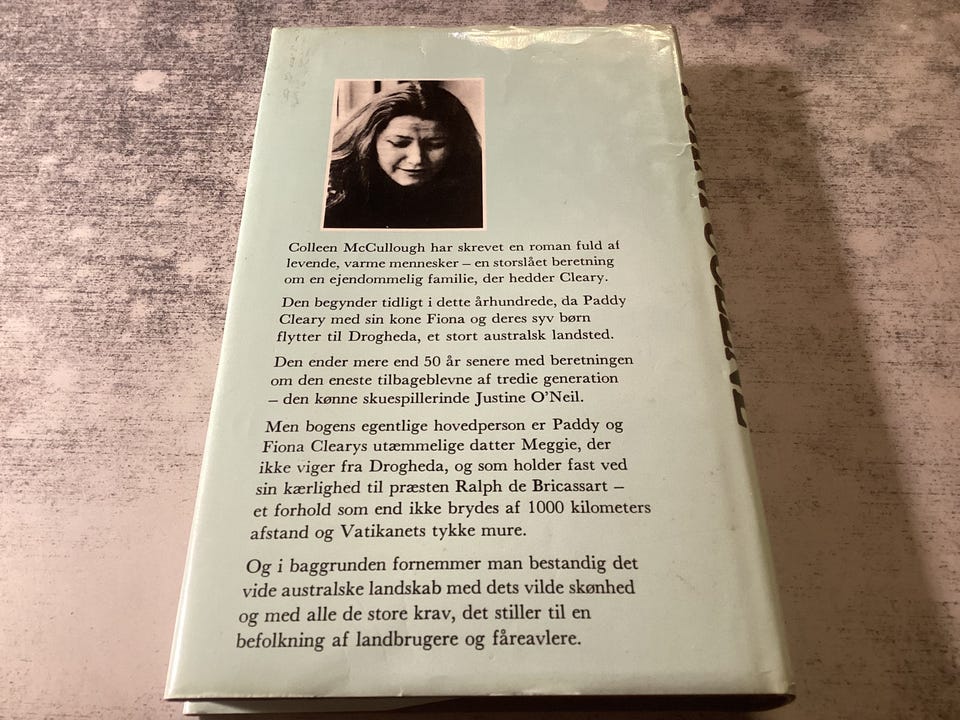 Colleen McCullough har skrevet en roman fuld af
levende, varme mennesker – en storslået beretning
om en ejendommelig familie, der hedder Cleary.
Den begynder tidligt i dette århundrede, da Paddy
Cleary med sin kone Fiona og deres syv børn
flytter til Drogheda, et stort australsk landsted.
Den ender mere end 50 år senere med beretningen
om den eneste tilbageblevne af tredie generation
– den kønne skuespillerinde Justine O'Neil.
Men bogens egentlige hovedperson er Paddy og
Fiona Clearys utæmmelige datter Meggie, der
ikke viger fra Drogheda, og som holder fast ved
sin kærlighed til præsten Ralph de Bricassart –
et forhold som end ikke brydes af 1000 kilometers
afstand og Vatikanets tykke mure.
Og i baggrunden fornemmer man bestandig det
vide australske landskab med dets vilde skønhed
og med alle de store krav, det stiller til en
befolkning af landbrugere og fåreavlere.